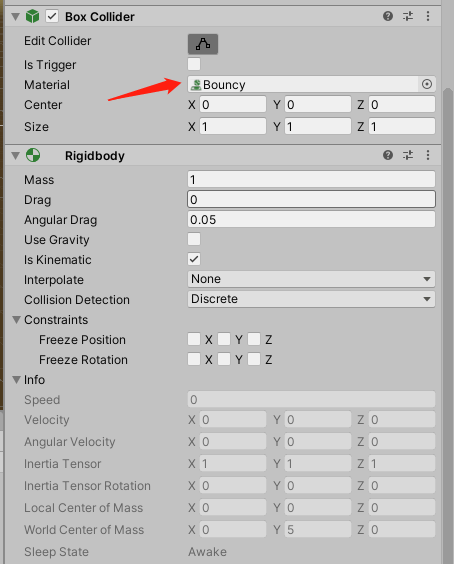 Box Collider
Edit Collider
Is Trigger
Material Bouncy
Center X 0 Y 0 Z 0
Size X 1 Y 1 Z 1
Rigidbody
Mass 1
Drag 0
Angular Drag 0.05
Use Gravity
Is Kinematic
Interpolate None
Collision Detection Discrete
Constraints
Freeze Position X Y Z
Freeze Rotation X Y Z
Info
Speed 0
Velocity X 0 Y 0 Z 0
Angular Velocity X 0 Y 0 Z 0
Inertia Tensor X 1 Y 1 Z 1
Inertia Tensor Rotation X 0 Y 0 Z 0
Local Center of Mass X 0 Y 0 Z 0
World Center of Mass X 0 Y 5 Z 0
Sleep State Awake